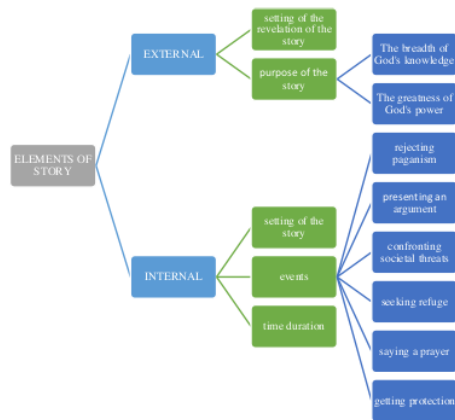 setting of the
revelation of the
story
EXTERNAL
purpose of the
story
The breadth of
God's knowledge
The greatness of
God's power
ELEMENTS OF
STORY
rejecting
paganism
presenting an
argument
setting of the
story
confronting
societal threats
INTERNAL
events
seeking refuge
time duration
saying a prayer
getting protection